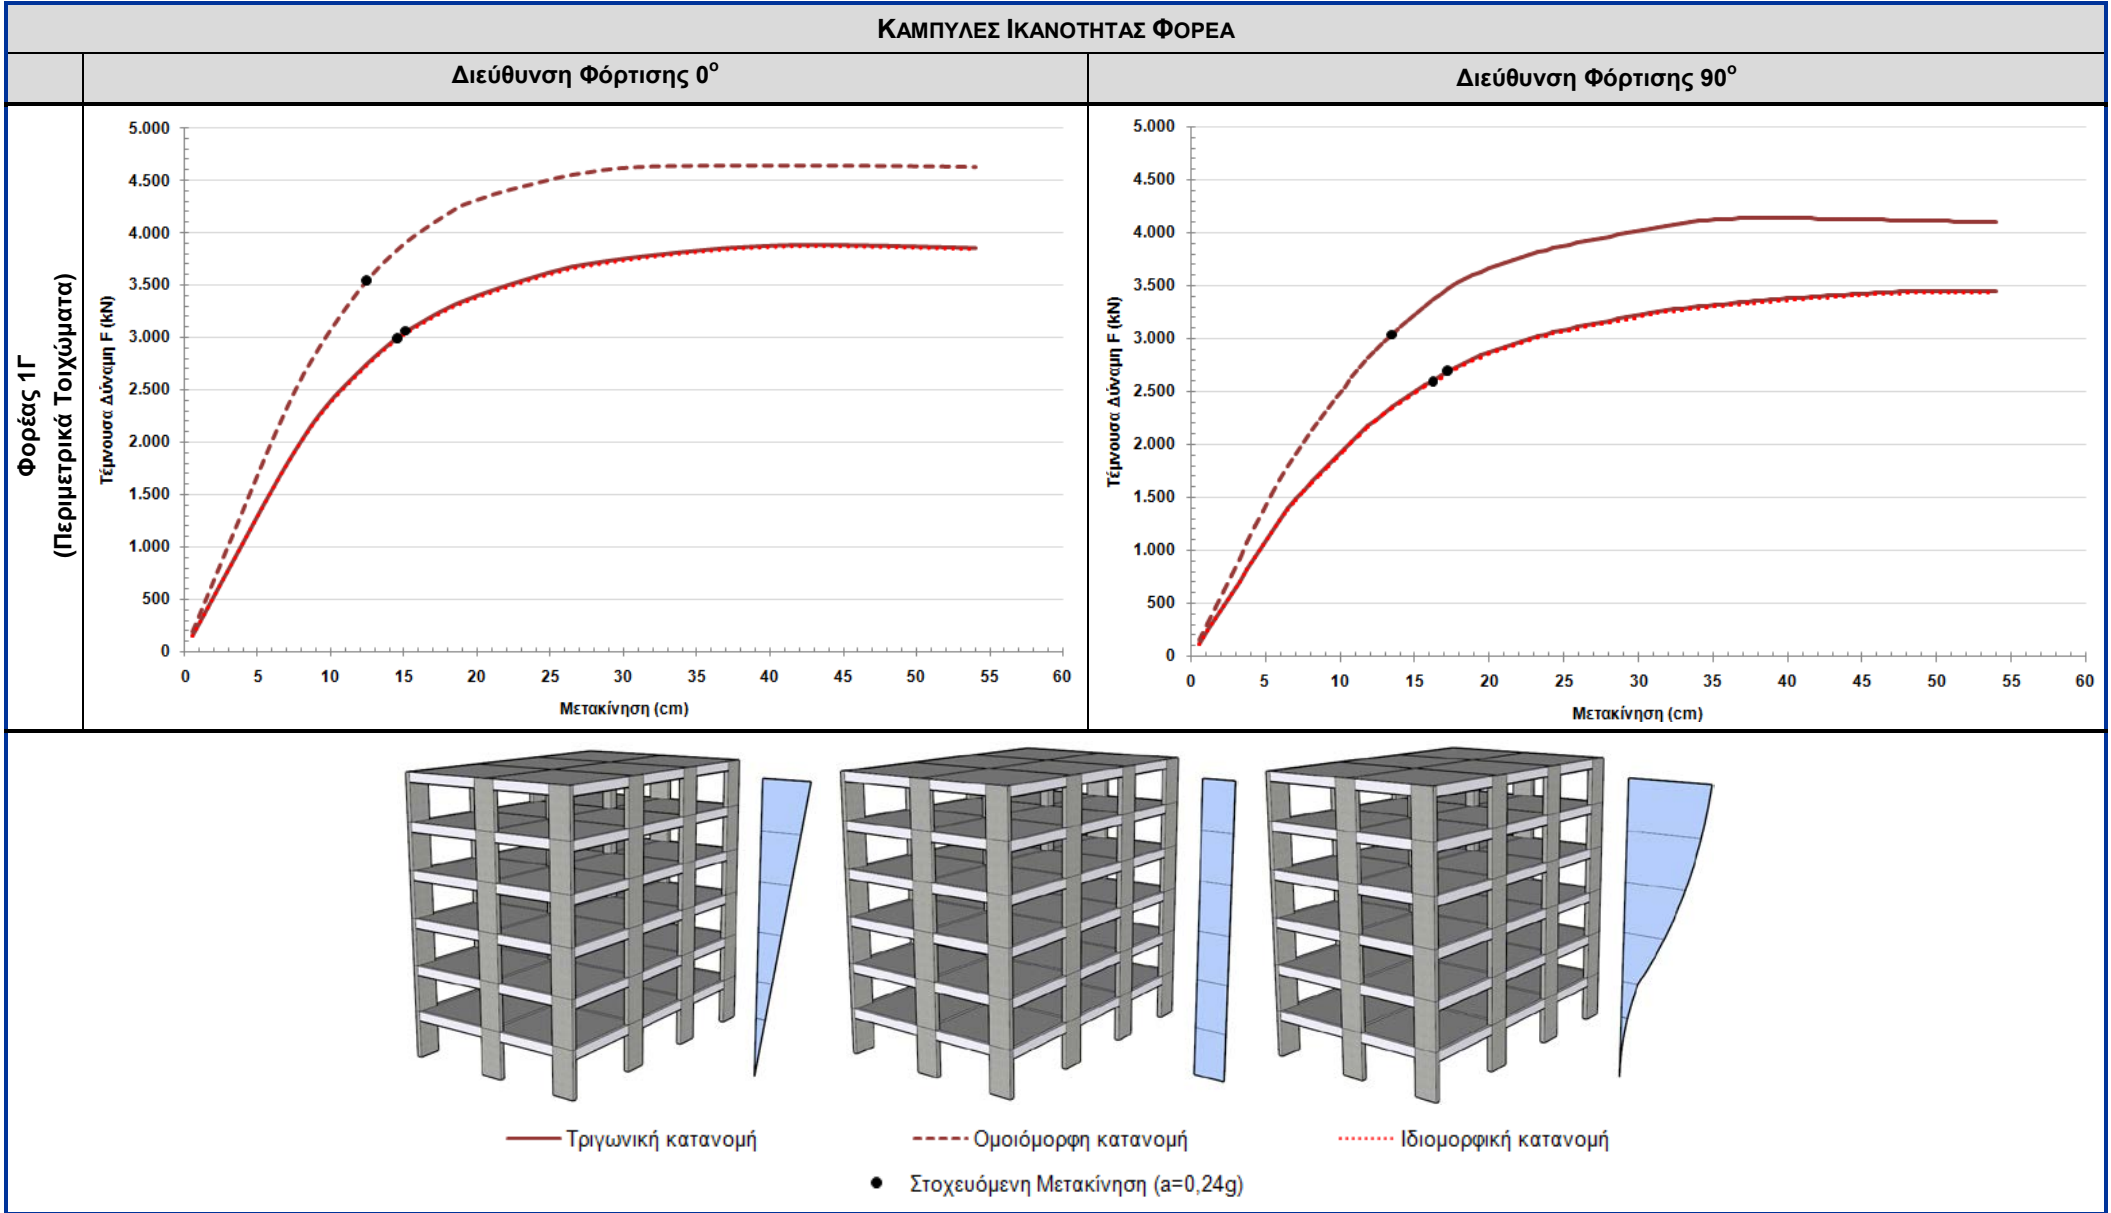 ΚΑΜΠΥΛΕΣ ΙΚΑΝΟΤΗΤΑΣ ΦΟΡΕΑ
Διεύθυνση Φόρτισης 0°
Διεύθυνση Φόρτισης 90°
Φορέας 1Γ
(Περιμετρικά Τοιχώματα)
Τέμνουσα Δύναμη F (kN)
5.000
4.500
4.000
3.500
3.000
2.500
2.000
1.500
1.000
500
0
0 5 10 15 20 25 30 35 40 45 50 55 60
Μετακίνηση (cm)
Τέμνουσα Δύναμη F (kN)
5.000
4.500
4.000
3.500
3.000
2.500
2.000
1.500
1.000
500
0
0 5 10 15 20 25 30 35 40 45 50 55 60
Μετακίνηση (cm)
Τριγωνική κατανομή
Ομοιόμορφη κατανομή
Ιδιομορφική κατανομή
Στοχευόμενη Μετακίνηση (a=0,24g)